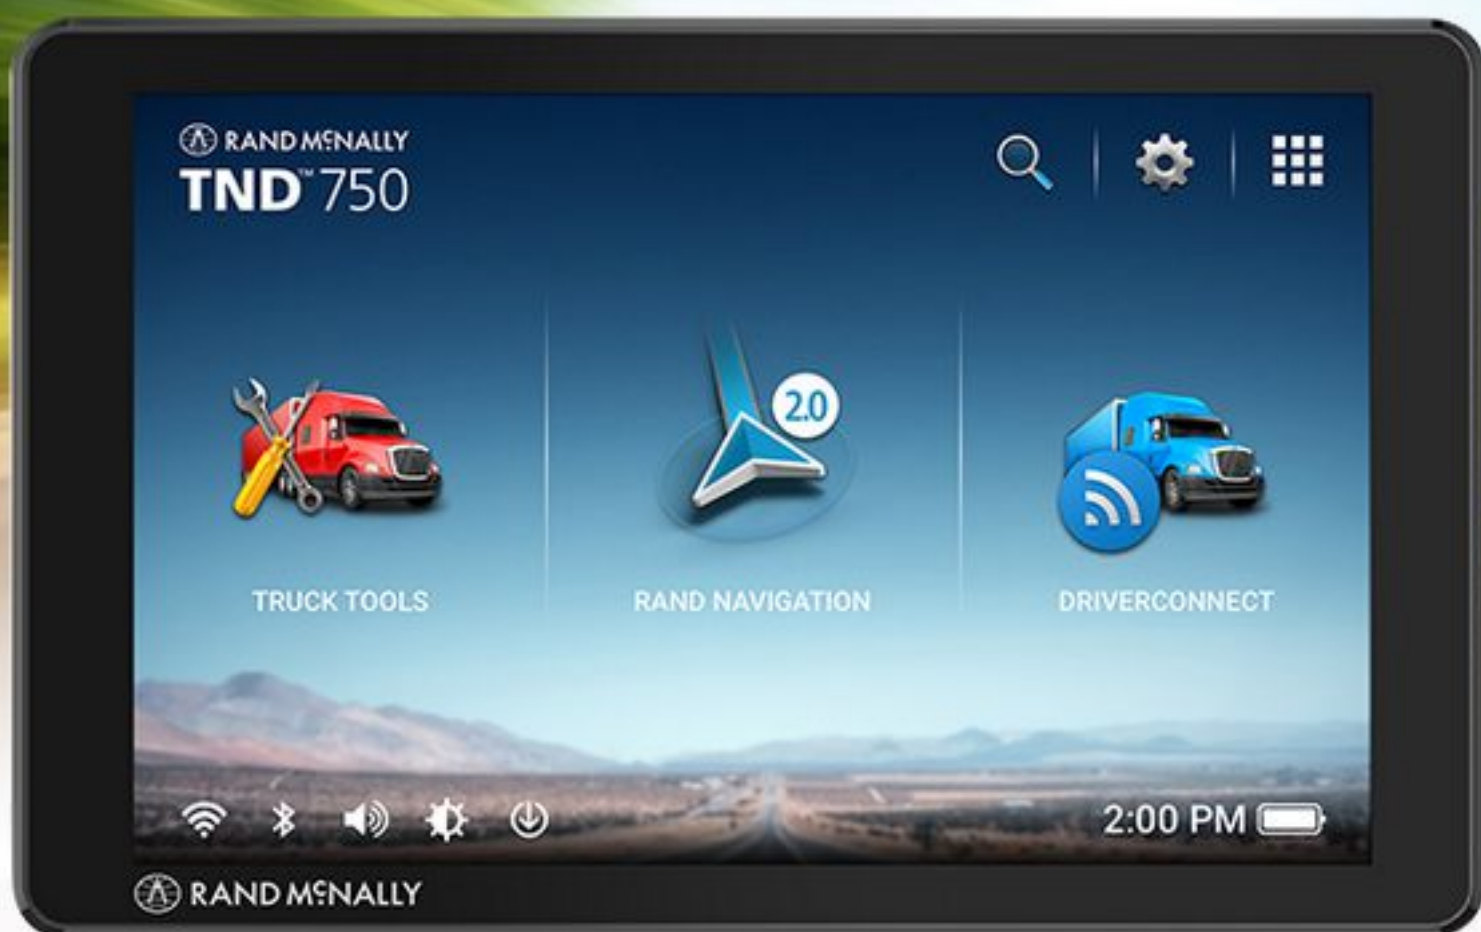 RAND MCNALLY
TND™ 750
2.0
TRUCK TOOLS
RAND NAVIGATION
DRIVERCONNECT
2:00 PM
RAND MCNALLY